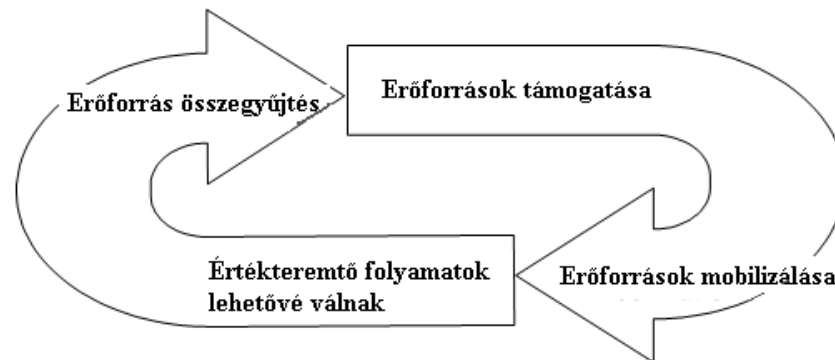 Erőforrás összegyűjtés
Erőforrások támogatása
Értékteremtő folyamatok
lehetővé válnak
Erőforrások mobilizálása